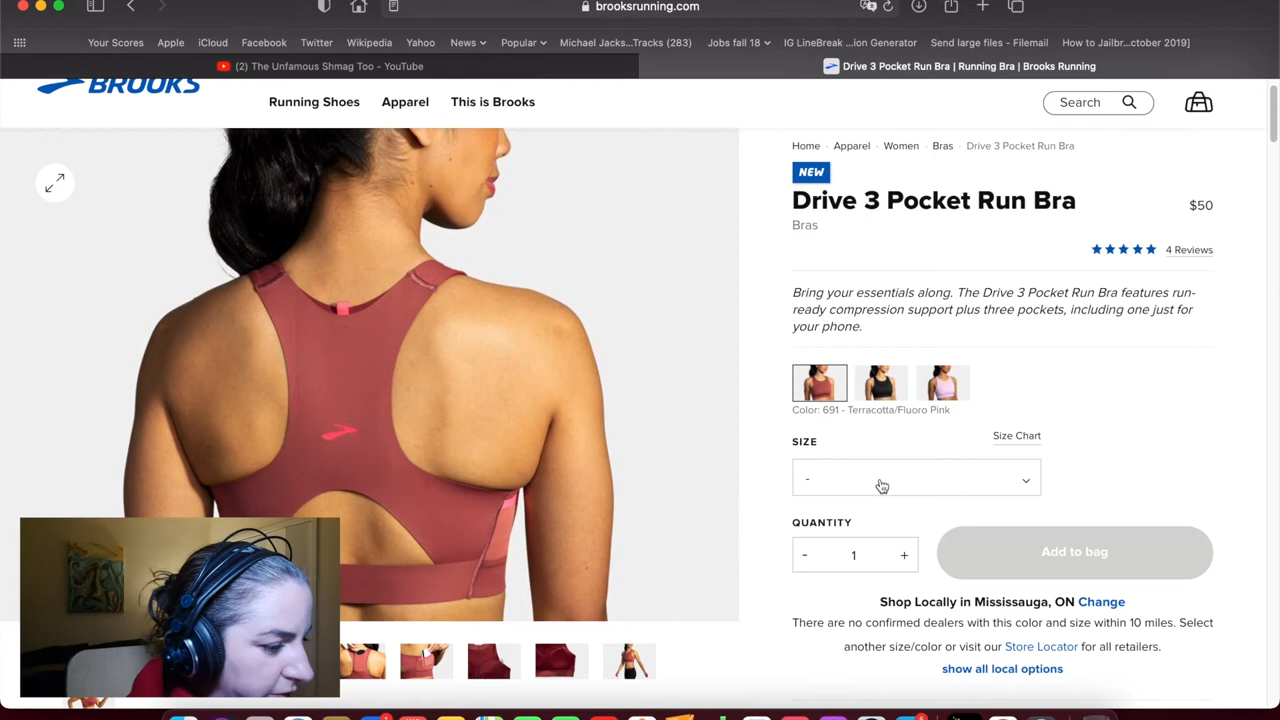 brooksrunning.com
Your Scores Apple iCloud Facebook Twitter Wikipedia Yahoo News Popular Michael Jacks...Tracks (283) Jobs fall 18 IG LineBreak ...ion Generator Send large files - Filemail How to Jailbr...ctober 2019]
(2) The Unfamous Shmag Too - YouTube
Drive 3 Pocket Run Bra | Running Bra | Brooks Running
BROOKS
Running Shoes Apparel This is Brooks
Search
Home · Apparel · Women · Bras · Drive 3 Pocket Run Bra
NEW
Drive 3 Pocket Run Bra
$50
Bras
4 Reviews
Bring your essentials along. The Drive 3 Pocket Run Bra features run-
ready compression support plus three pockets, including one just for
your phone.
Color: 691 - Terracotta/Fluoro Pink
SIZE
Size Chart
-
QUANTITY
- 1 +
Add to bag
Shop Locally in Mississauga, ON Change
There are no confirmed dealers with this color and size within 10 miles. Select
another size/color or visit our Store Locator for all retailers.
show all local options